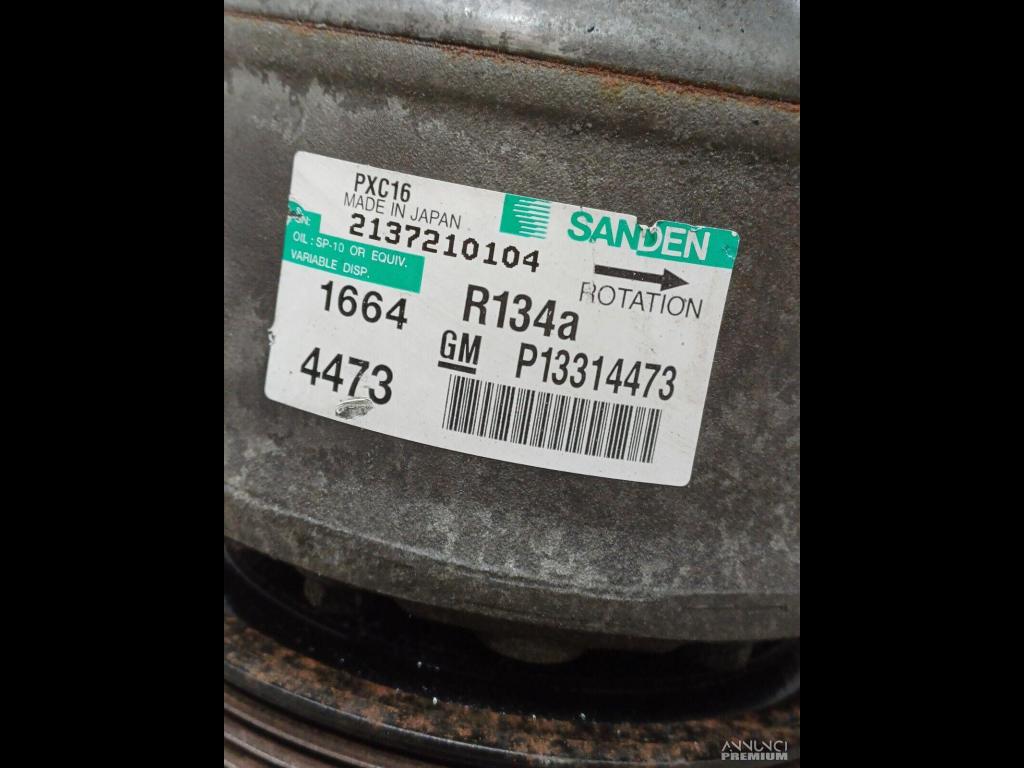 PXC16
MADE IN JAPAN
SANDEN
SN:
2137210104
OIL : SP-10 OR EQUIV.
VARIABLE DISP.
ROTATION
1664
R134a
4473
GM P13314473
ANNUNCI
PREMIUM